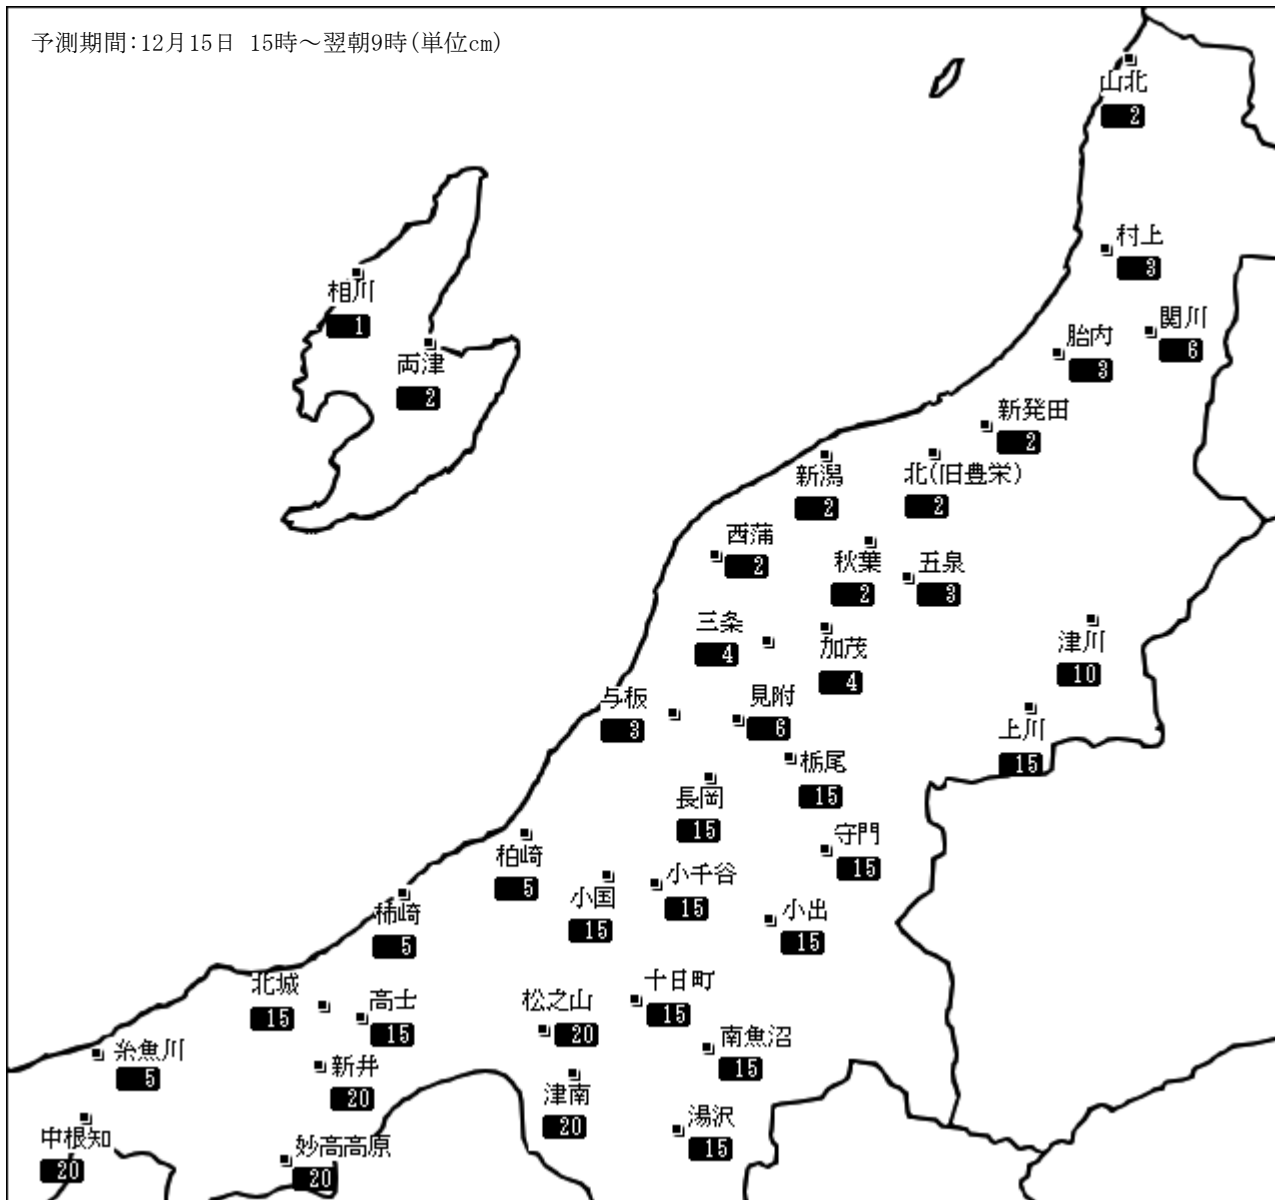 予測期間:12月15日 15時～翌朝9時(単位cm)
山北
2
村上
3
相川
1
関川
6
胎内
3
両津
2
新発田
2
新潟
2
北(旧豊栄)
2
西蒲
2
秋葉
2
五泉
3
三条
4
加茂
4
津川
10
与板
3
見附
6
上川
15
栃尾
15
長岡
15
守門
15
柏崎
5
小千谷
15
小国
15
小出
15
柿崎
5
北城
15
高士
15
松之山
20
十日町
15
南魚沼
15
糸魚川
5
新井
20
津南
20
湯沢
15
中根知
20
妙高高原
20